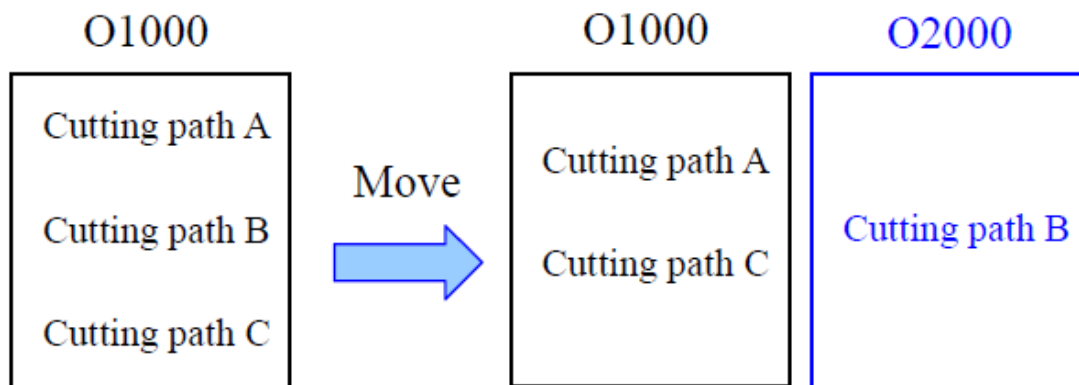 O1000
Cutting path A
Cutting path B
Cutting path C
Move
O1000
Cutting path A
Cutting path C
O2000
Cutting path B